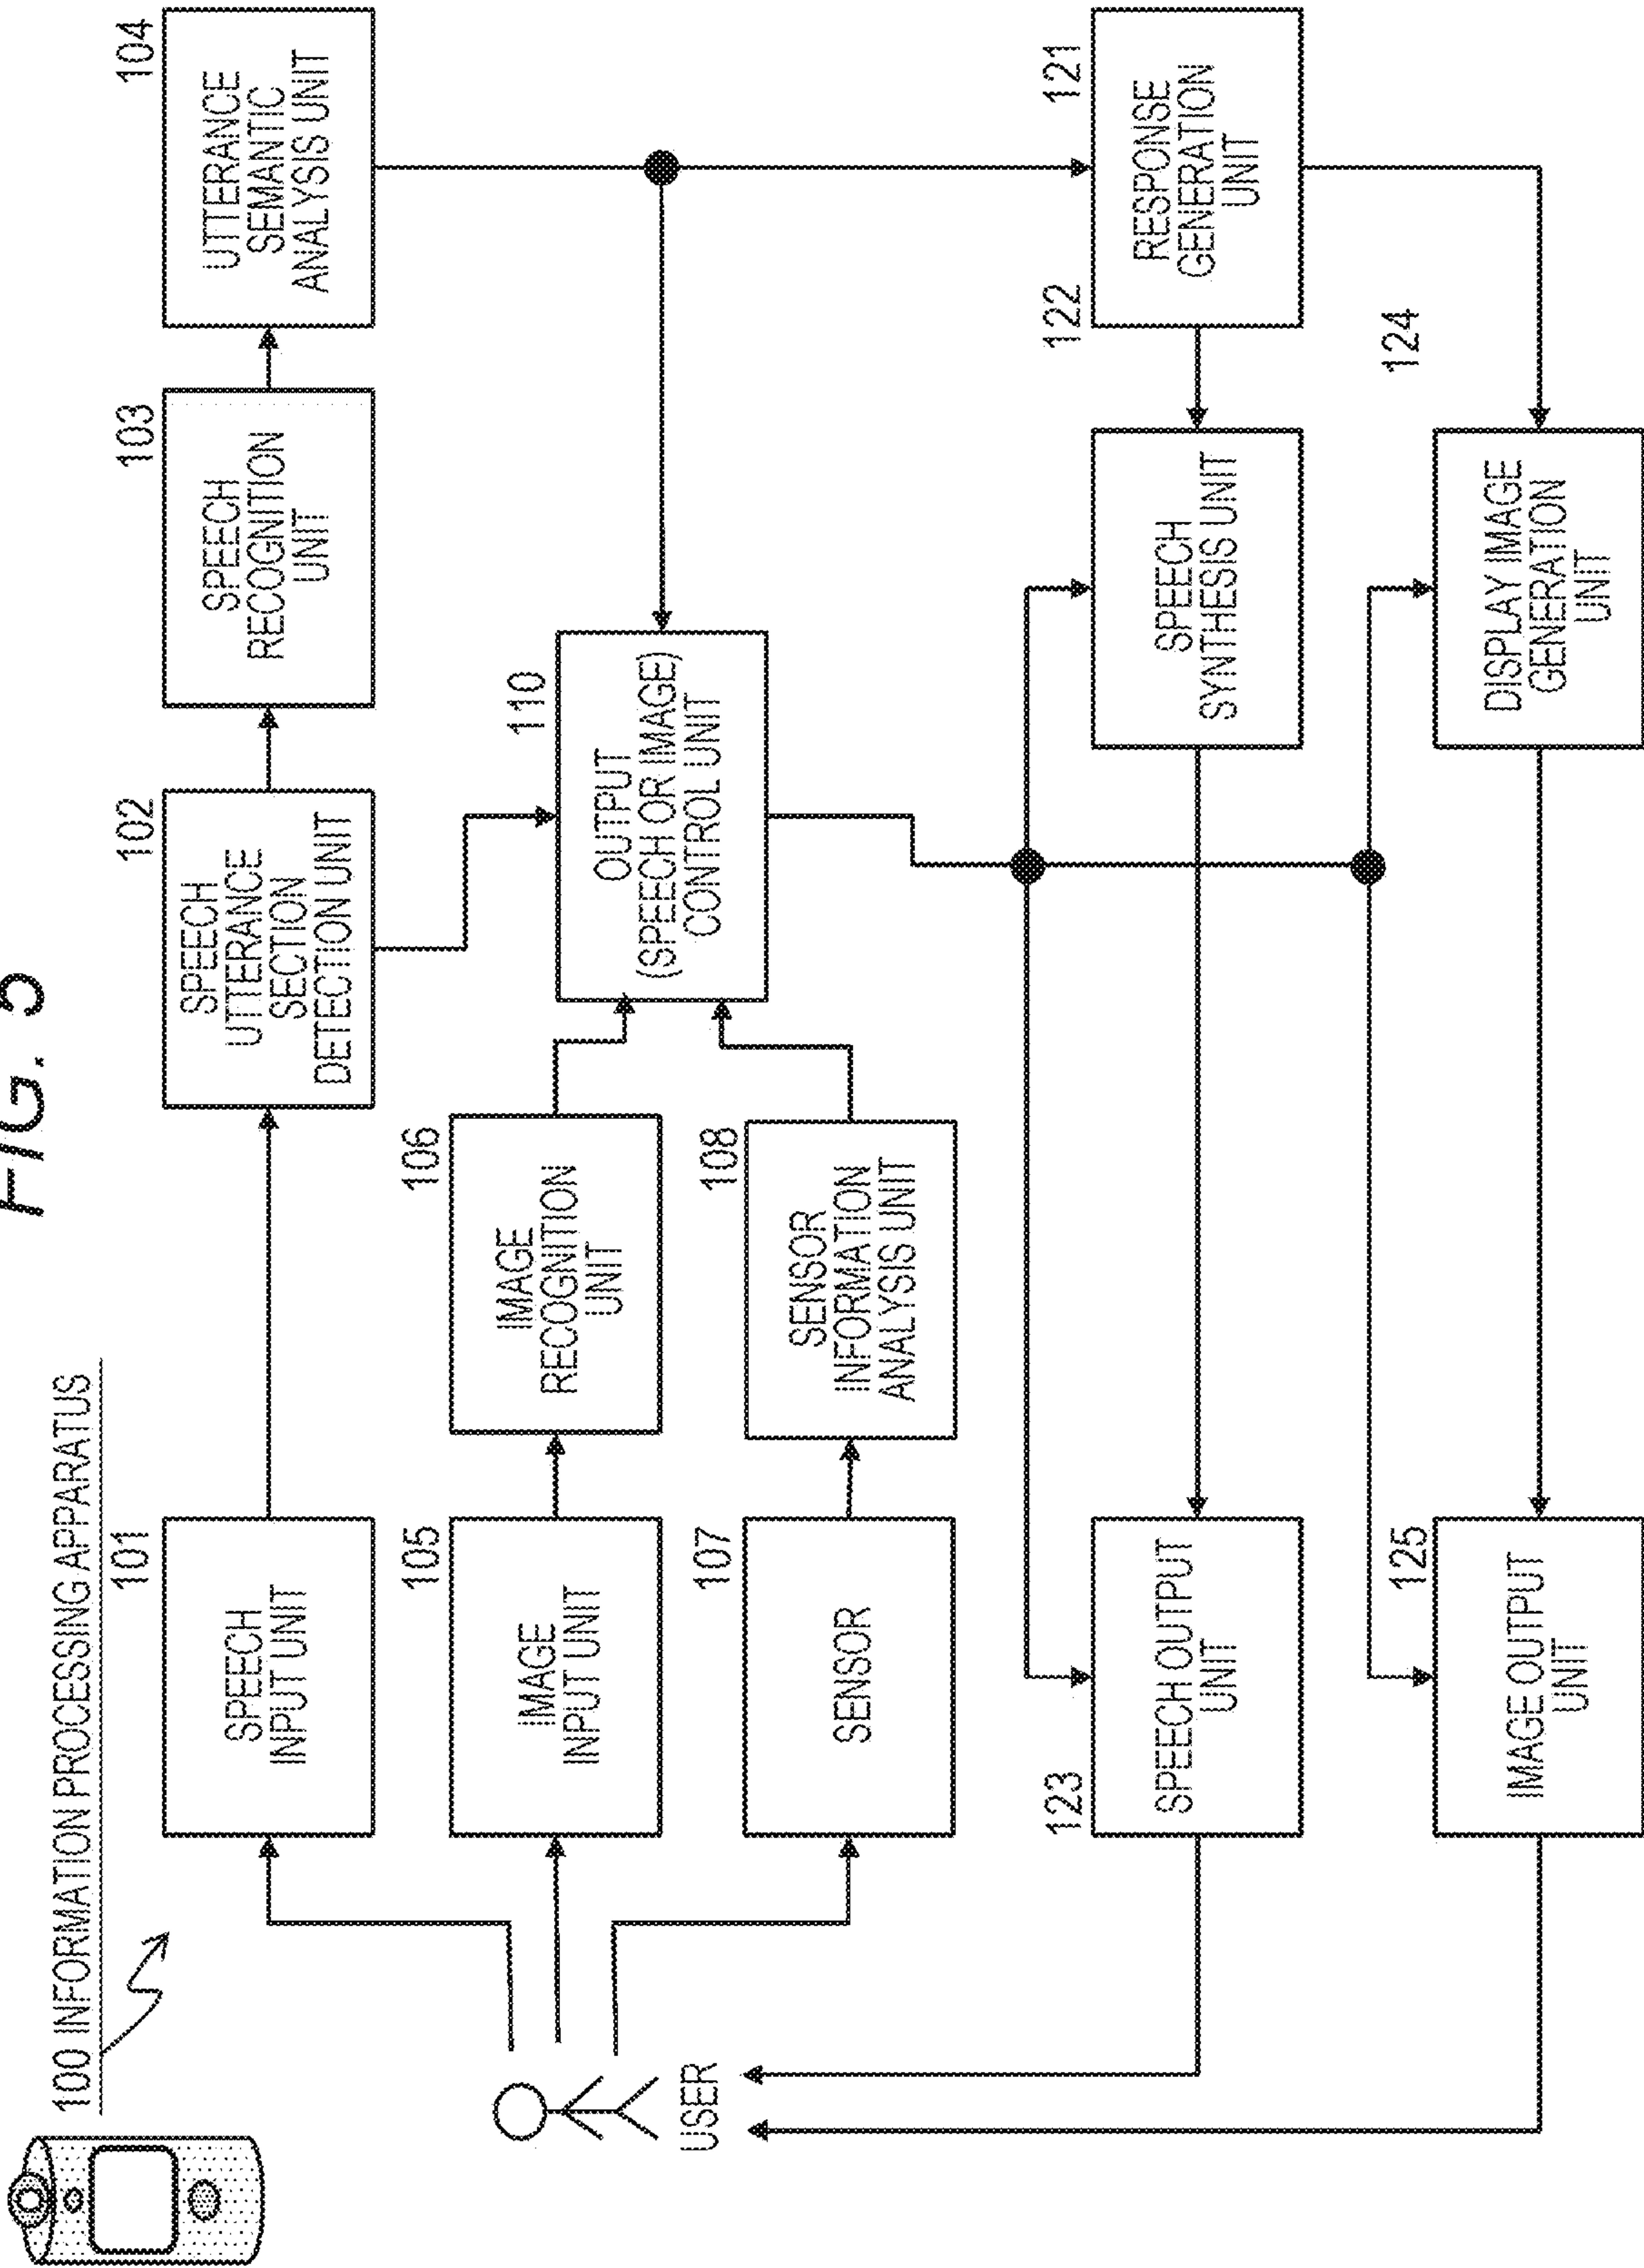 FIG. 5
100 INFORMATION PROCESSING APPARATUS
101
SPEECH
INPUT UNIT
102
SPEECH
UTTERANCE
SECTION
DETECTION UNIT
103
SPEECH
RECOGNITION
UNIT
104
UTTERANCE
SEMANTIC
ANALYSIS UNIT
105
IMAGE
INPUT UNIT
106
IMAGE
RECOGNITION
UNIT
107
SENSOR
108
SENSOR
INFORMATION
ANALYSIS UNIT
110
OUTPUT
(SPEECH OR IMAGE)
CONTROL UNIT
USER
123
SPEECH OUTPUT
UNIT
122
SPEECH
SYNTHESIS UNIT
121
RESPONSE
GENERATION
UNIT
125
IMAGE OUTPUT
UNIT
124
DISPLAY IMAGE
GENERATION
UNIT